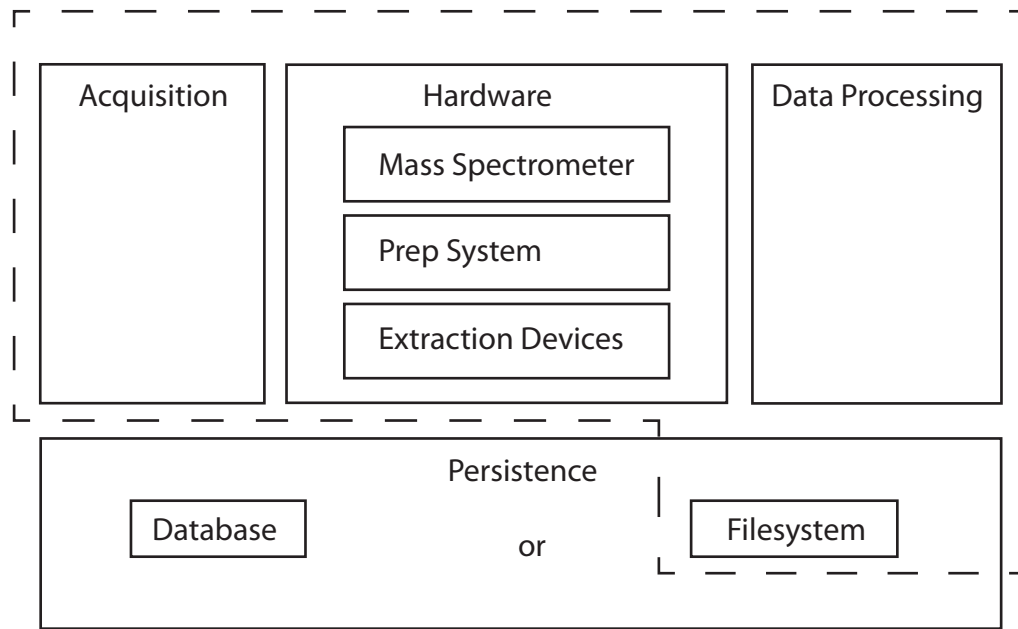 Acquisition
Hardware
Data Processing
Mass Spectrometer
Prep System
Extraction Devices
Persistence
Database
or
Filesystem